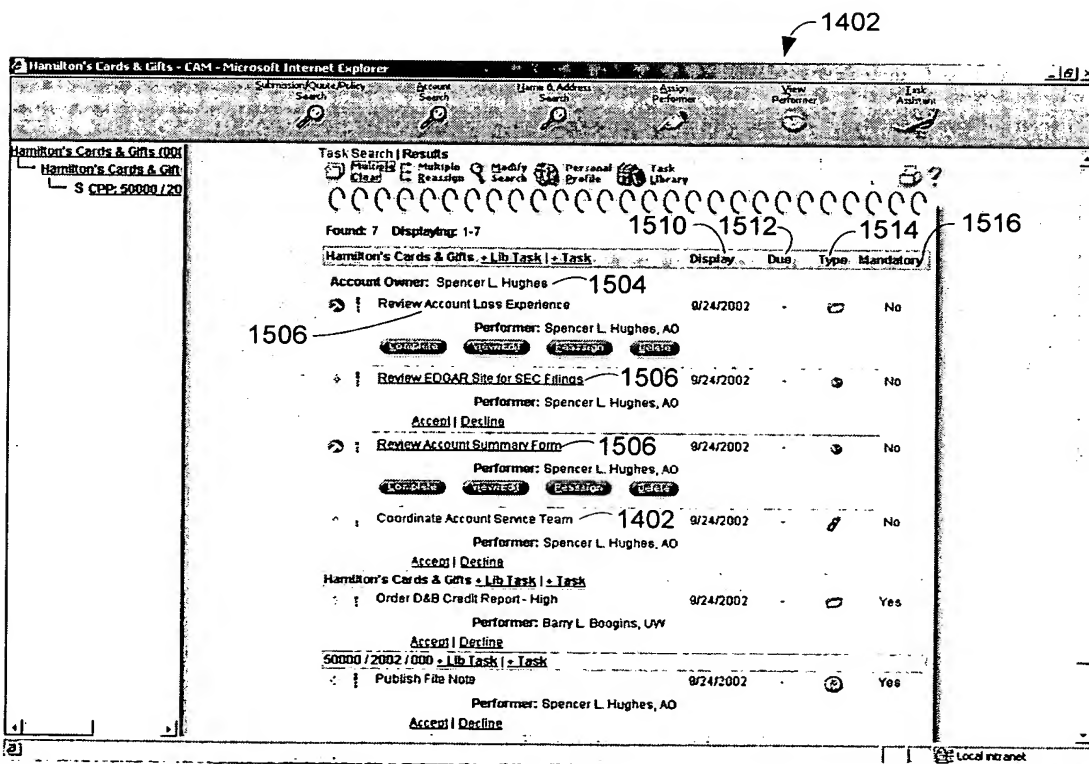 1402
Hamilton's Cards & Gifts - CAM - Microsoft Internet Explorer
Submission/Quote/Policy Search
Account Search
Name & Address Search
Assign Performer
View Performer
Task Assistant
Hamilton's Cards & Gifts (00(
Hamilton's Cards & Gift
S CPP: 50000 / 20
Task Search | Results
Multiple Clear
Multiple Reassign
Modify Search
Personal Profile
Task Library
?
Found: 7 Displaying: 1-7
1510 1512 1514 1516
Hamilton's Cards & Gifts + Lib Task | + Task Display Due Type Mandatory
Account Owner: Spencer L. Hughes 1504
Review Account Loss Experience 9/24/2002 - No
1506
Performer: Spencer L. Hughes, AO
Complete View/Edit Reassign Delete
Review EDGAR Site for SEC Filings 1506 9/24/2002 - No
Performer: Spencer L. Hughes, AO
Accept | Decline
Review Account Summary Form 1506 9/24/2002 - No
Performer: Spencer L. Hughes, AO
Complete View/Edit Reassign Delete
Coordinate Account Service Team 1402 9/24/2002 - No
Performer: Spencer L. Hughes, AO
Accept | Decline
Hamilton's Cards & Gifts + Lib Task | + Task
Order D&B Credit Report - High 9/24/2002 - Yes
Performer: Barry L. Boogins, UW
Accept | Decline
50000 / 2002 / 000 + Lib Task | + Task
Publish File Note 9/24/2002 - Yes
Performer: Spencer L. Hughes, AO
Accept | Decline
Local intranet